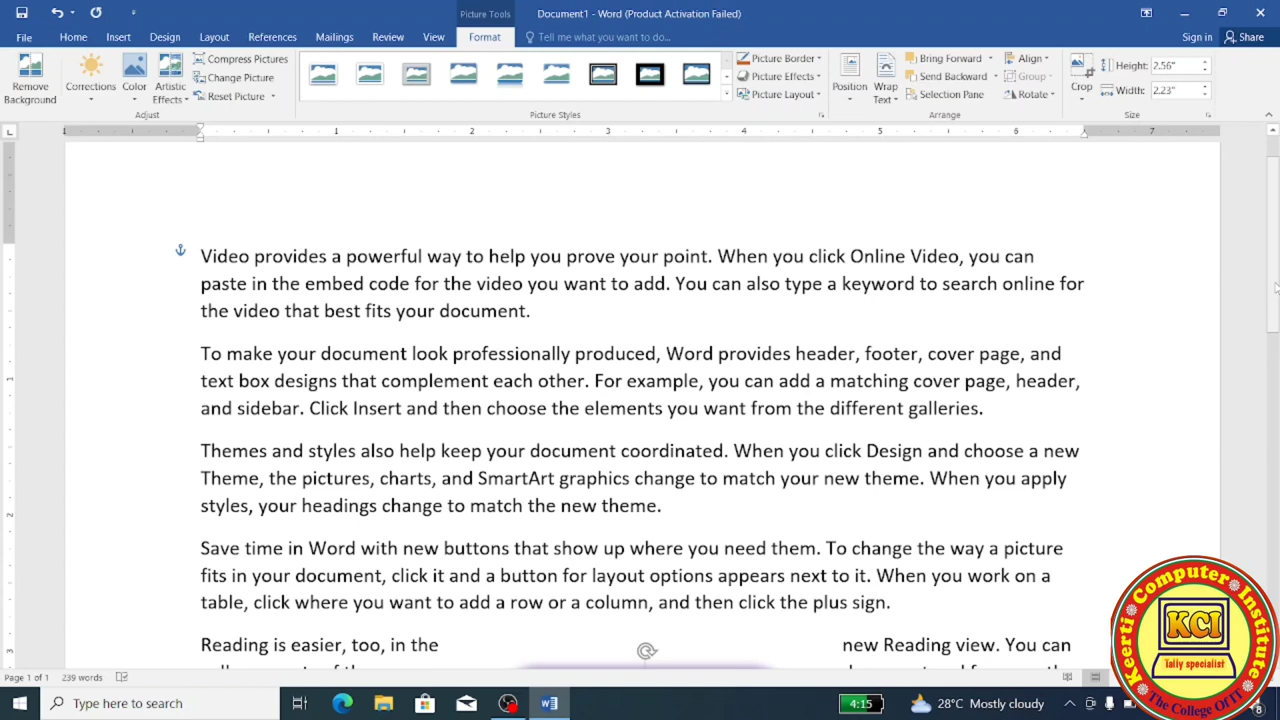 Picture Tools
Document1 - Word (Product Activation Failed)
File Home Insert Design Layout References Mailings Review View Format Tell me what you want to do... Sign in Share
Remove Background
Corrections
Color
Artistic Effects
Compress Pictures
Change Picture
Reset Picture
Picture Border
Picture Effects
Picture Layout
Position
Wrap Text
Bring Forward
Send Backward
Selection Pane
Align
Group
Rotate
Crop
Height: 2.56"
Width: 2.23"
Adjust Picture Styles Arrange Size
1 1 2 3 4 5 6 7
Video provides a powerful way to help you prove your point. When you click Online Video, you can
paste in the embed code for the video you want to add. You can also type a keyword to search online for
the video that best fits your document.
To make your document look professionally produced, Word provides header, footer, cover page, and
text box designs that complement each other. For example, you can add a matching cover page, header,
and sidebar. Click Insert and then choose the elements you want from the different galleries.
Themes and styles also help keep your document coordinated. When you click Design and choose a new
Theme, the pictures, charts, and SmartArt graphics change to match your new theme. When you apply
styles, your headings change to match the new theme.
Save time in Word with new buttons that show up where you need them. To change the way a picture
fits in your document, click it and a button for layout options appears next to it. When you work on a
table, click where you want to add a row or a column, and then click the plus sign.
Reading is easier, too, in the new Reading view. You can
1
2
3
Page 1 of 1 239 words
Type here to search
4:15
28°C Mostly cloudy
8
Keerti Computer Institute
KCI
Tally specialist
The College Of IT